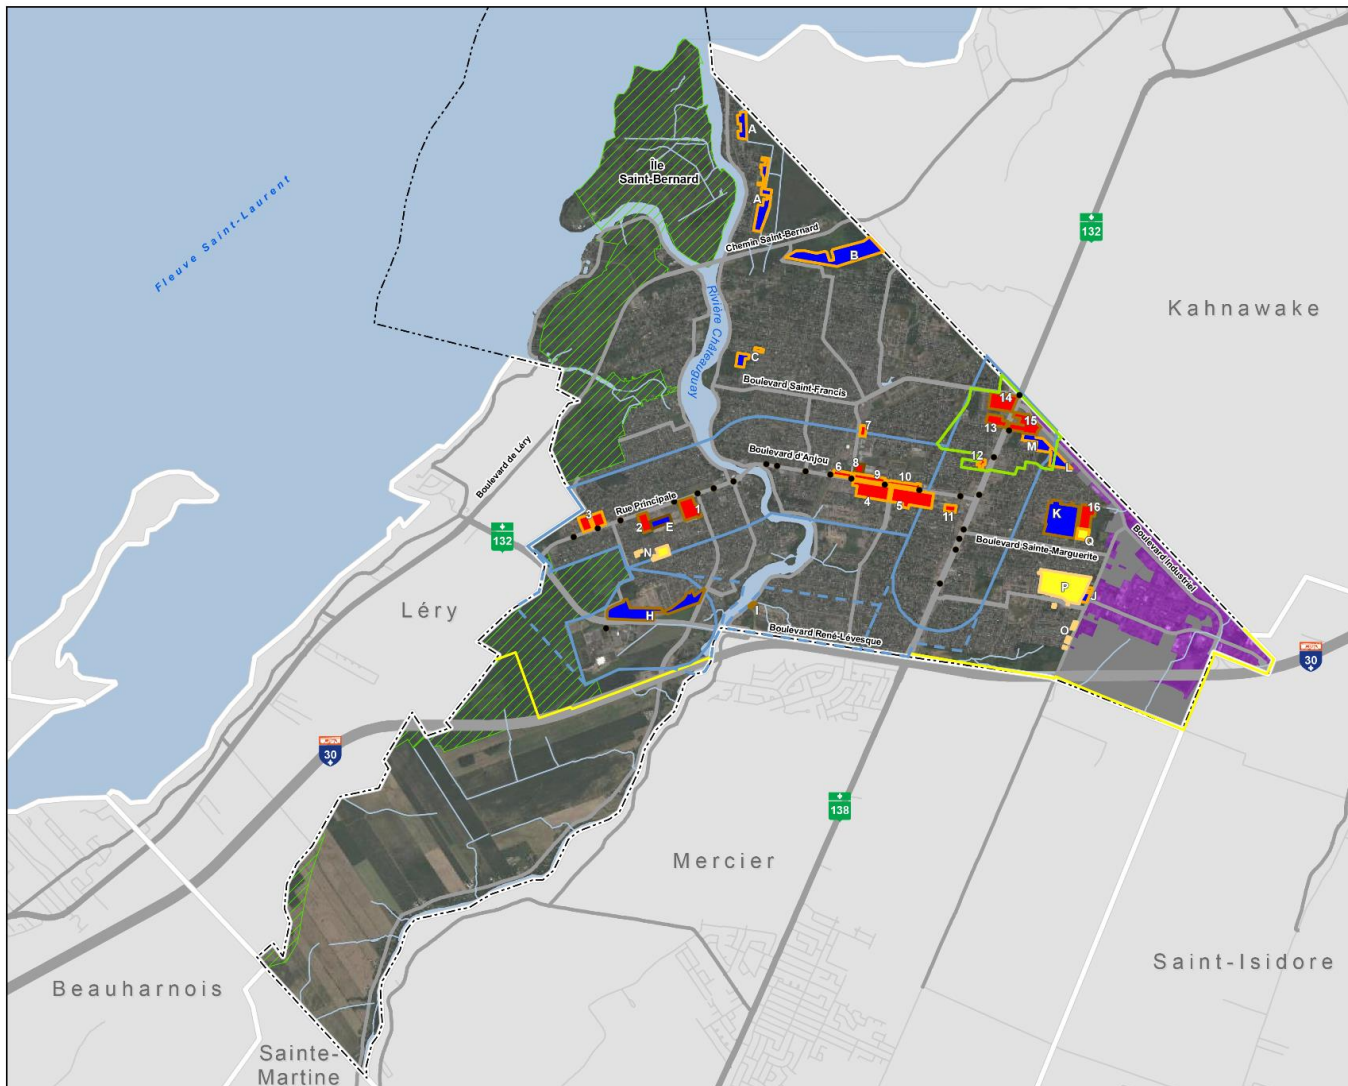 A
Île
Saint-Bernard
A
Fleuve Saint-Laurent
Chemin Saint-Bernard
B
132
Kahnawake
Rivière Châteauguay
C
Boulevard Saint-Francis
14
7
13
15
M
Boulevard d'Anjou
12
L
Boulevard de Léry
8
6
9
10
Rue Principale
4
5
3
1
11
K
16
2
E
132
Q
Boulevard Sainte-Marguerite
N
Boulevard Industriel
P
J
Léry
H
I
O
Boulevard René-Lévesque
30
30
138
Mercier
Saint-Isidore
Beauharnois
Sainte-
Martine